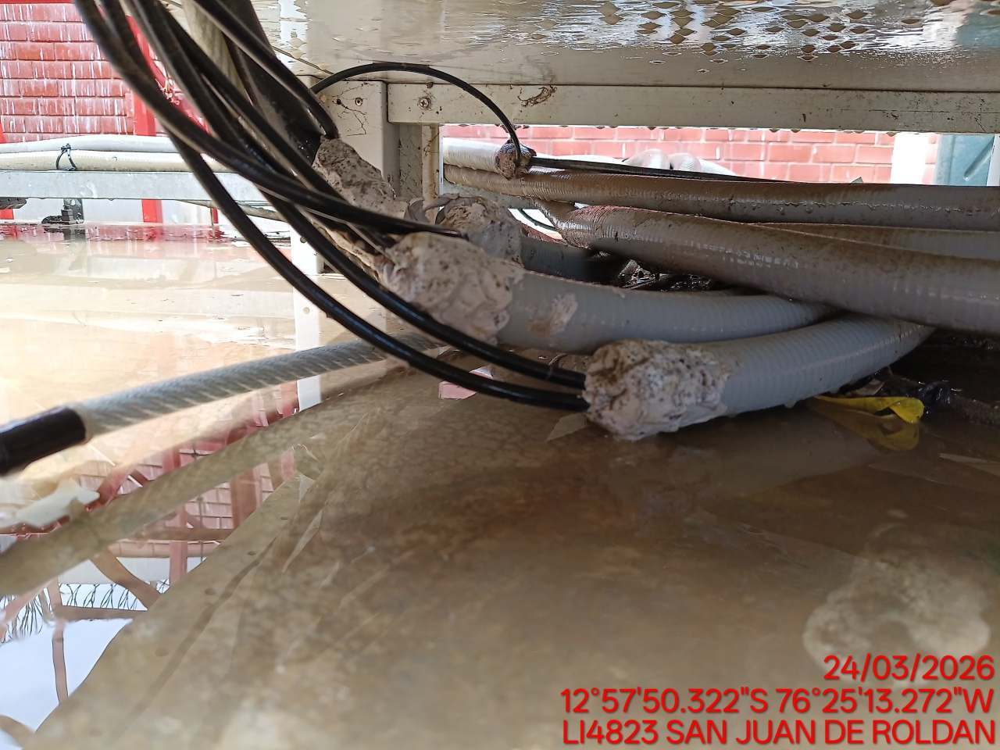 24/03/2026
12°57'50.322"S 76°25'13.272"W
LI4823 SAN JUAN DE ROLDAN